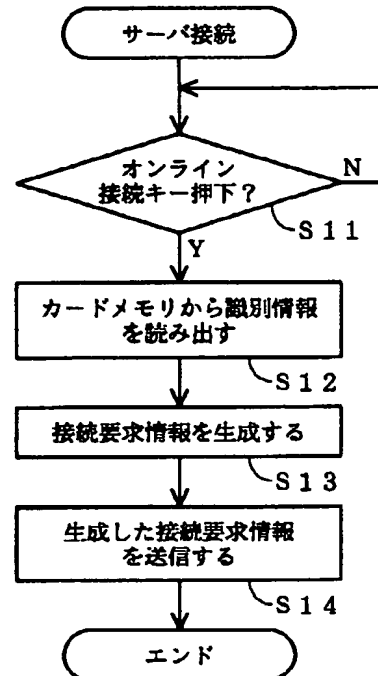 サーバ接続
オンライン
接続キー押下？
N
S11
Y
カードメモリから識別情報
を読み出す
S12
接続要求情報を生成する
S13
生成した接続要求情報
を送信する
S14
エンド